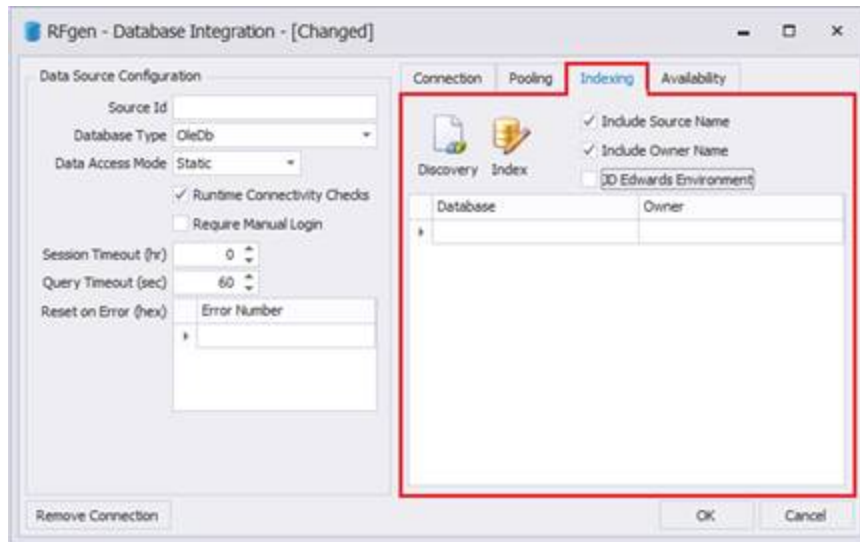 RFgen - Database Integration - [Changed]
Data Source Configuration
Source Id
Database Type OleDb
Data Access Mode Static
Runtime Connectivity Checks
Require Manual Login
Session Timeout (hr) 0
Query Timeout (sec) 60
Reset on Error (hex) Error Number
Connection Pooling Indexing Availability
Discovery Index
Include Source Name
Include Owner Name
JD Edwards Environment
Database Owner
Remove Connection OK Cancel